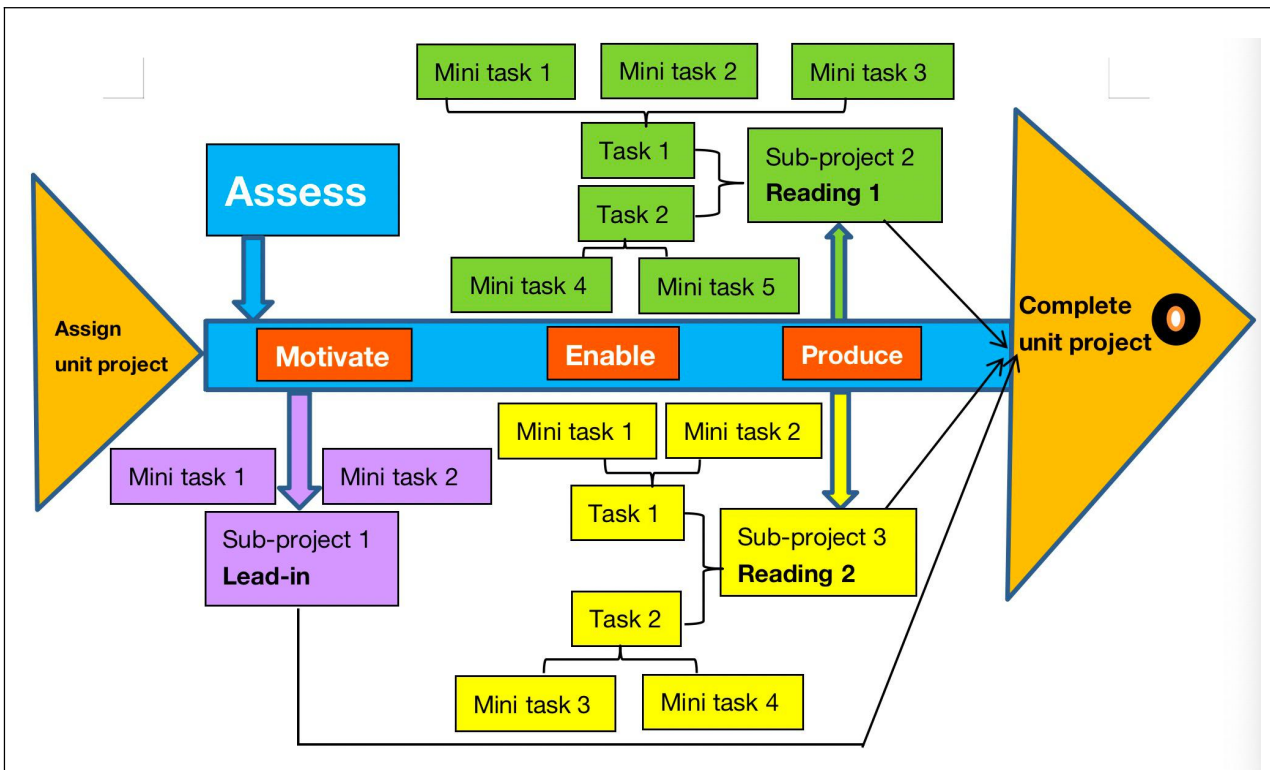 Mini task 1
Mini task 2
Mini task 3
Task 1
Sub-project 2
Reading 1
Assess
Task 2
Mini task 4
Mini task 5
Assign
unit project
Motivate
Enable
Produce
Complete
unit project
Mini task 1
Mini task 2
Mini task 1
Mini task 2
Task 1
Sub-project 1
Lead-in
Sub-project 3
Reading 2
Task 2
Mini task 3
Mini task 4